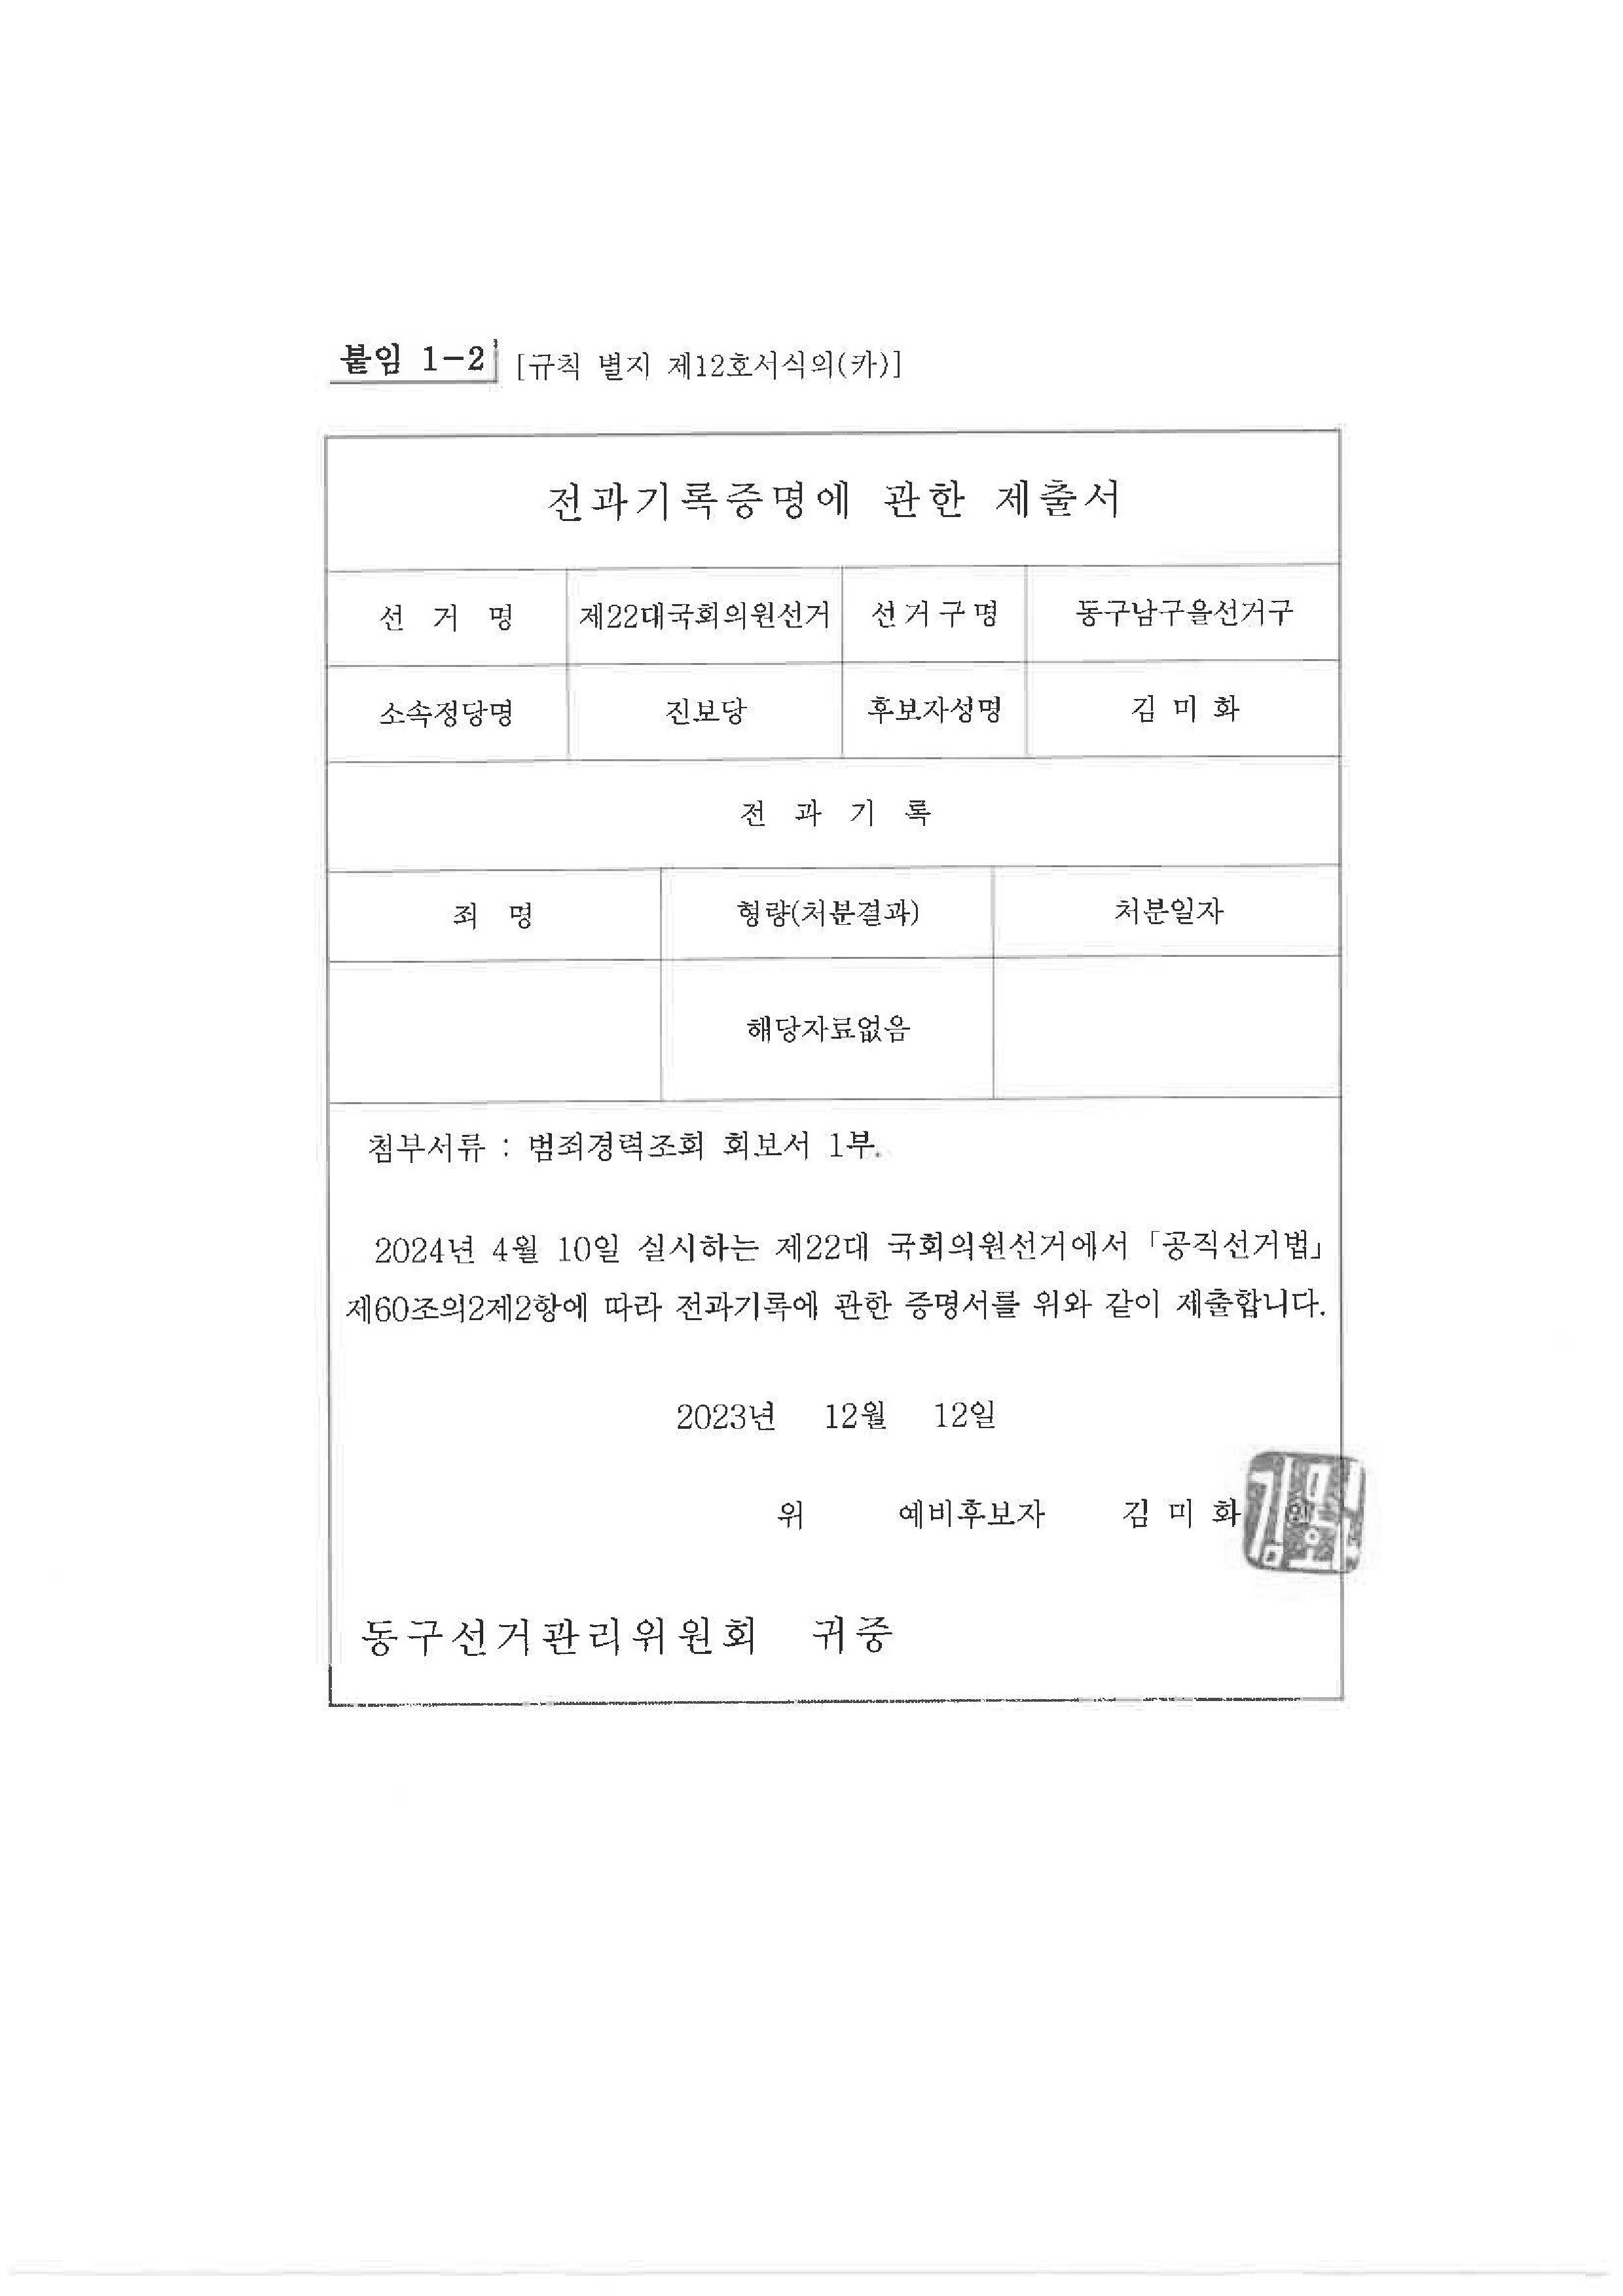 붙임 1-2 [규칙 별지 제12호서식의(카)]
전과기록증명에 관한 제출서
선 거 명 제22대국회의원선거 선거구명 동구남구을선거구
소속정당명 진보당 후보자성명 김 미 화
전 과 기 록
죄 명 형량(처분결과) 처분일자
해당자료없음
첨부서류 : 범죄경력조회 회보서 1부.
2024년 4월 10일 실시하는 제22대 국회의원선거에서 「공직선거법」
제60조의2제2항에 따라 전과기록에 관한 증명서를 위와 같이 제출합니다.
2023년 12월 12일
위 예비후보자 김 미 화 인
동구선거관리위원회 귀중